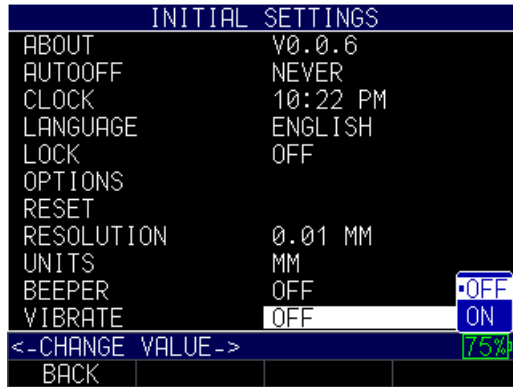 INITIAL SETTINGS
ABOUT V0.0.6
AUTOOFF NEVER
CLOCK 10:22 PM
LANGUAGE ENGLISH
LOCK OFF
OPTIONS
RESET
RESOLUTION 0.01 MM
UNITS MM
BEEPER OFF ▪OFF
VIBRATE OFF ON
<-CHANGE VALUE-> 75%
BACK